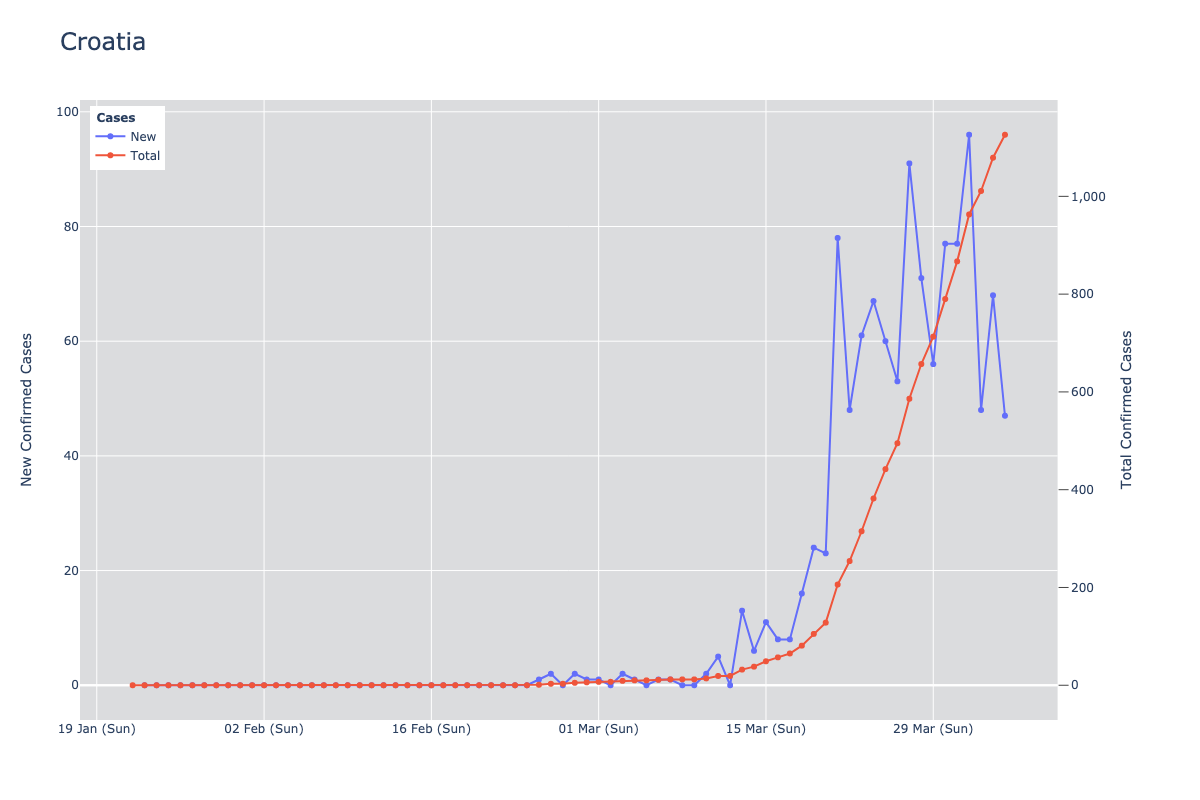 Croatia
Cases
New
Total
100
80
60
40
20
0
1,000
800
600
400
200
0
New Confirmed Cases
Total Confirmed Cases
19 Jan (Sun) 02 Feb (Sun) 16 Feb (Sun) 01 Mar (Sun) 15 Mar (Sun) 29 Mar (Sun)